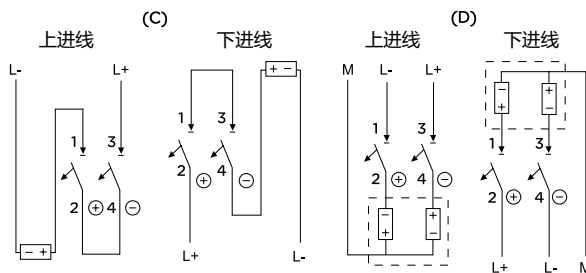 (C) (D)
上进线 下进线 上进线 下进线
L- L+ + - M L- L+ - + + -
1 3 1 3 1 3 1 3
2 + 4 - 2 + 4 - 2 + 4 - 2 + 4 -
- + L+ L- - + + - L+ L- M